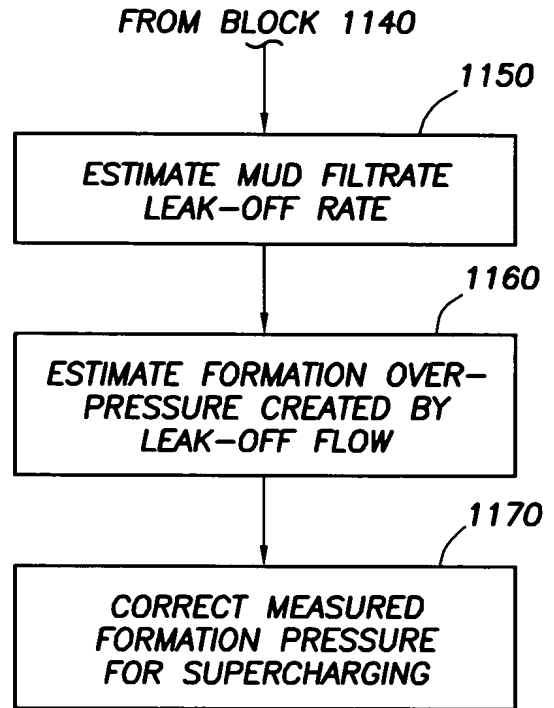 FROM BLOCK 1140
1150
ESTIMATE MUD FILTRATE
LEAK-OFF RATE
1160
ESTIMATE FORMATION OVER-
PRESSURE CREATED BY
LEAK-OFF FLOW
1170
CORRECT MEASURED
FORMATION PRESSURE
FOR SUPERCHARGING